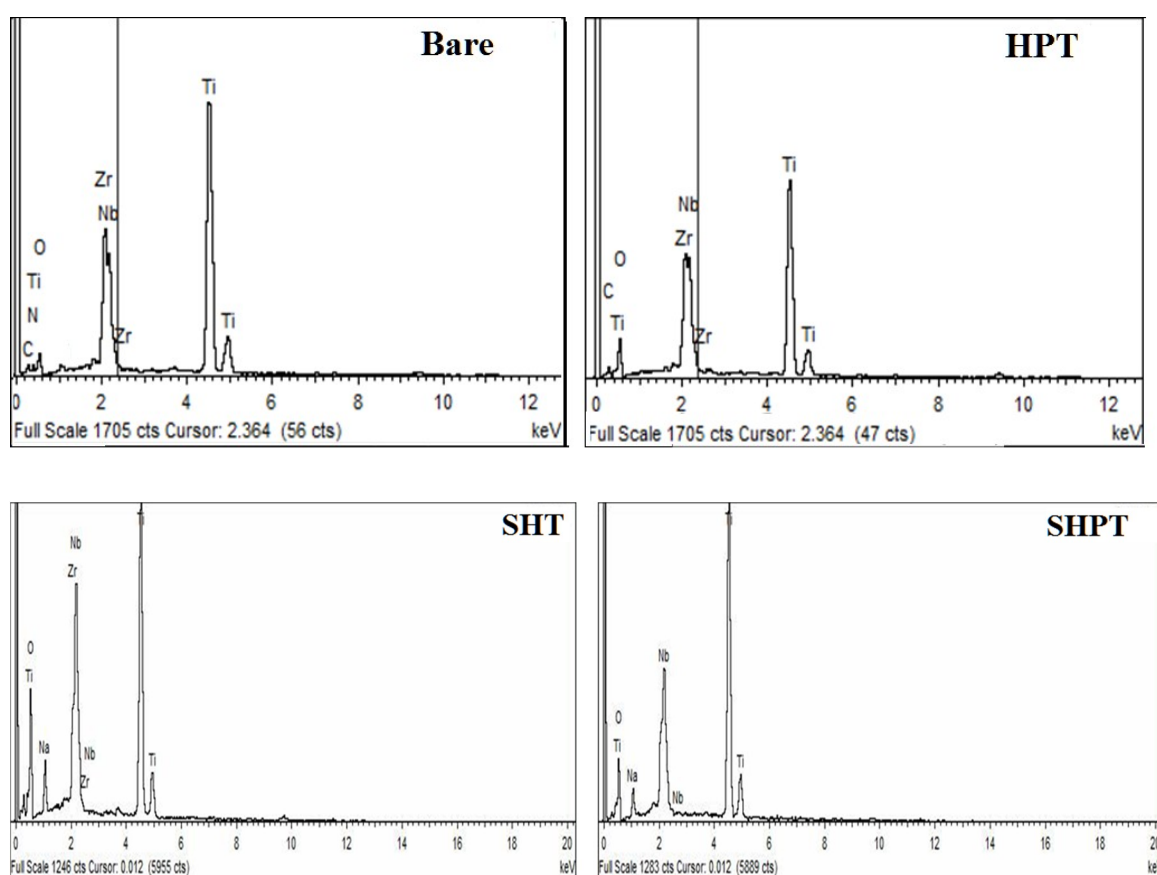 Bare
Ti
Zr
Nb
O
Ti
N
C
Zr
Ti
0 2 4 6 8 10 12
Full Scale 1705 cts Cursor: 2.364 (56 cts) keV
HPT
Ti
Nb
Zr
O
C
Ti
Zr
Ti
0 2 4 6 8 10 12
Full Scale 1705 cts Cursor: 2.364 (47 cts) keV
SHT
Ti
Nb
Zr
O
Ti
Na
Nb
Zr
Ti
0 2 4 6 8 10 12 14 16 18 20
Full Scale 1246 cts Cursor: 0.012 (5955 cts) keV
SHPT
Ti
Nb
O
Ti
Na
Nb
Ti
0 2 4 6 8 10 12 14 16 18 20
Full Scale 1283 cts Cursor: 0.012 (5889 cts) ke